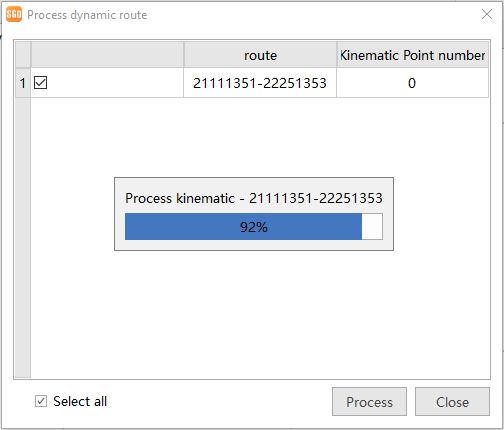 SGO Process dynamic route
route Kinematic Point number
1 21111351-22251353 0
Process kinematic - 21111351-22251353
92%
Select all Process Close